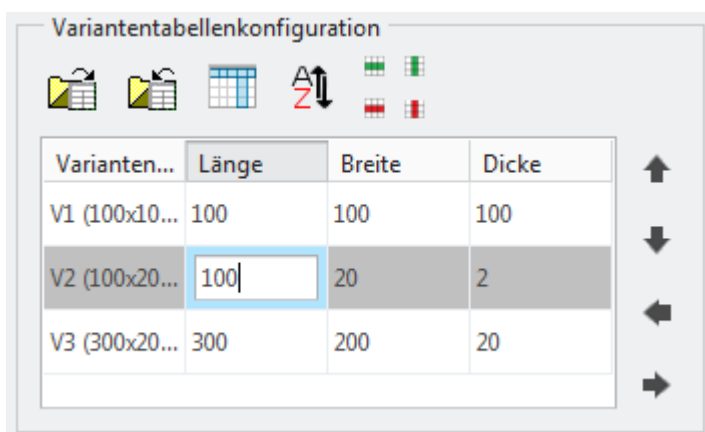 Variantentabellenkonfiguration
A
Z
Varianten... Länge Breite Dicke
V1 (100x10... 100 100 100
V2 (100x20... 100 20 2
V3 (300x20... 300 200 20